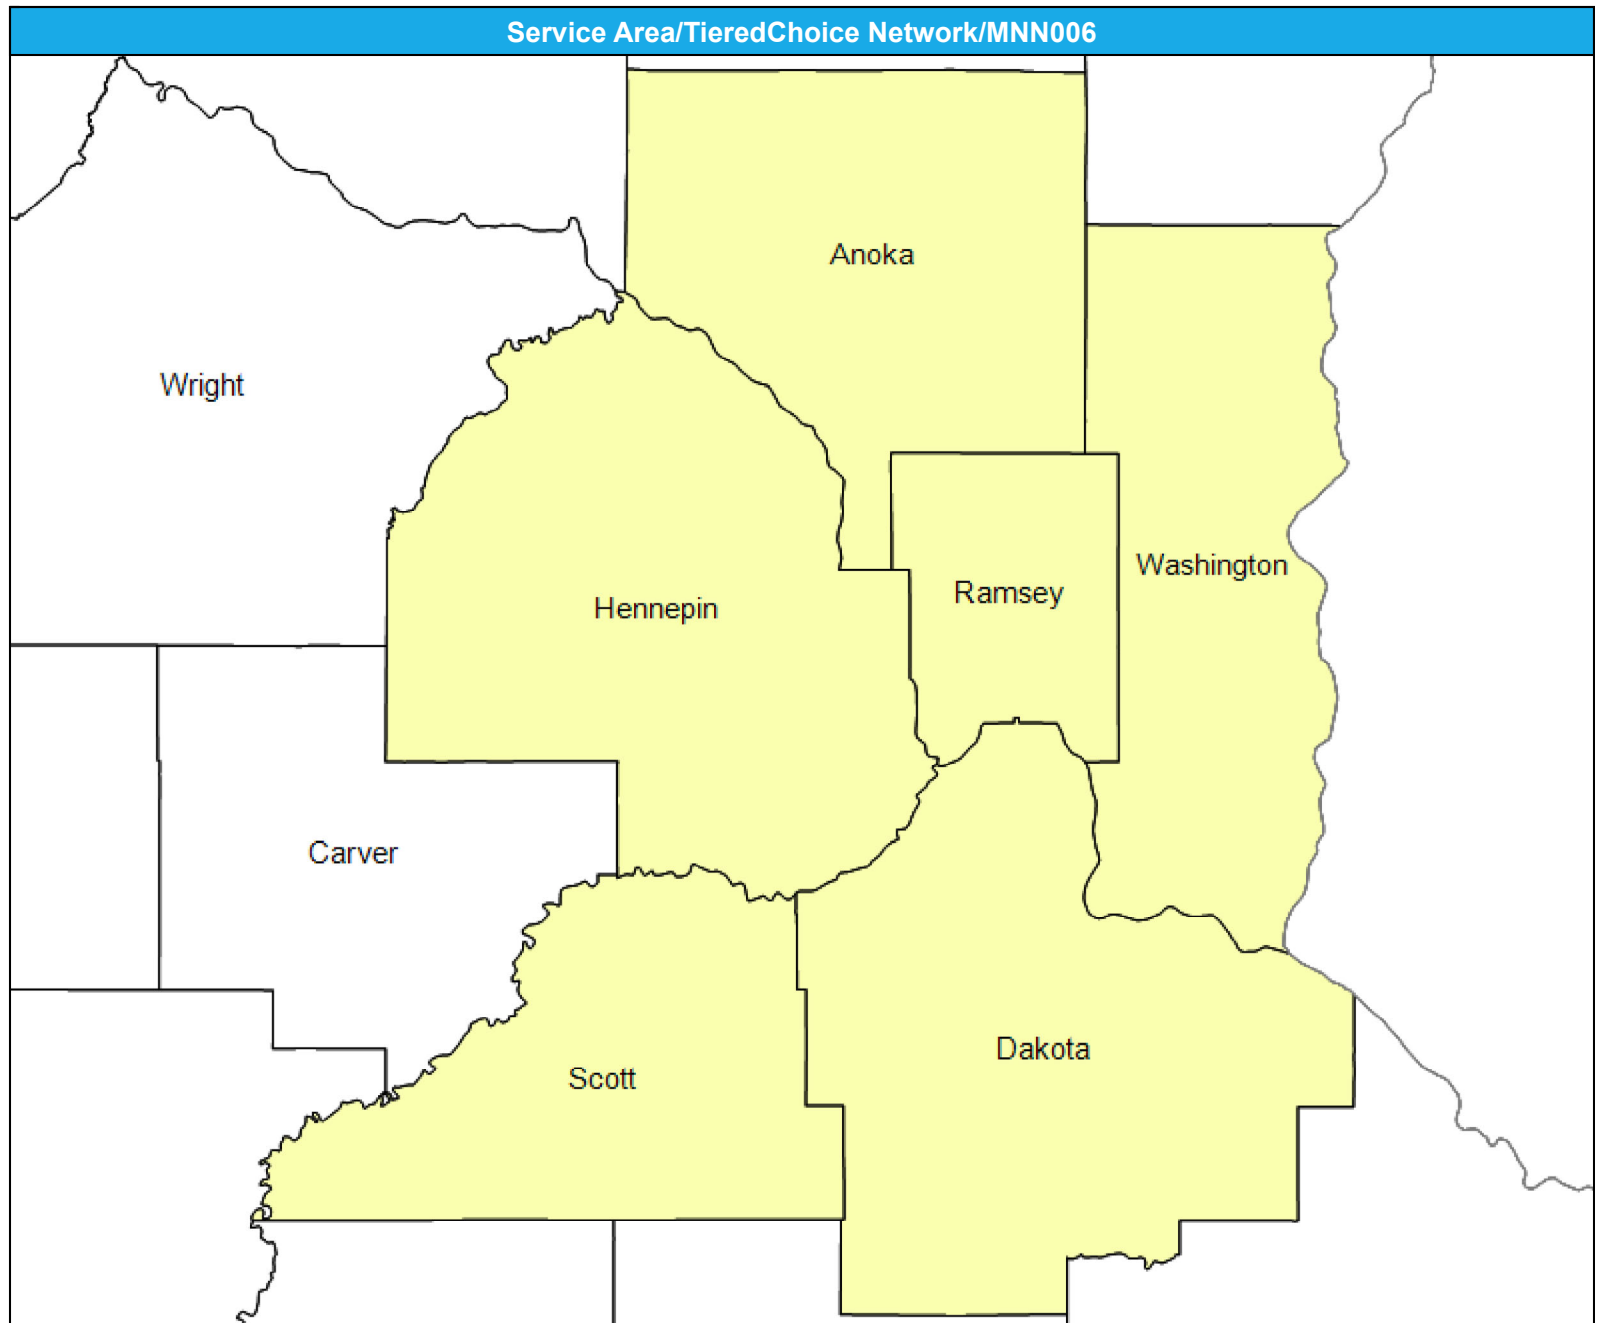 Service Area/TieredChoice Network/MNN006
Anoka
Wright
Washington
Ramsey
Hennepin
Carver
Dakota
Scott